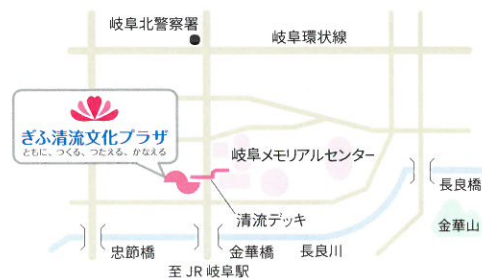 岐阜北警察署
岐阜環状線
ぎふ清流文化プラザ
ともに、つくる、つたえる、かなえる
岐阜メモリアルセンター
長良橋
清流デッキ
金華山
忠節橋
金華橋
長良川
至 JR 岐阜駅